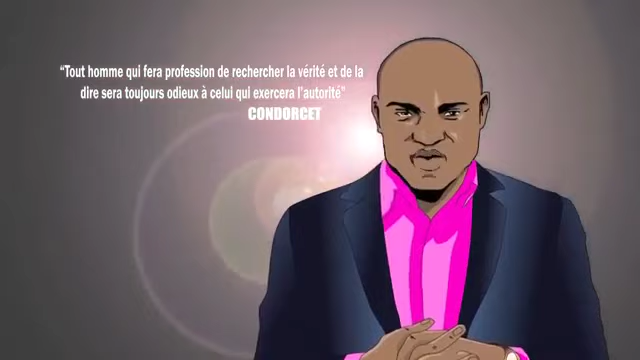 “Tout homme qui fera profession de rechercher la vérité et de la
dire sera toujours odieux à celui qui exercera l'autorité"
CONDORCET